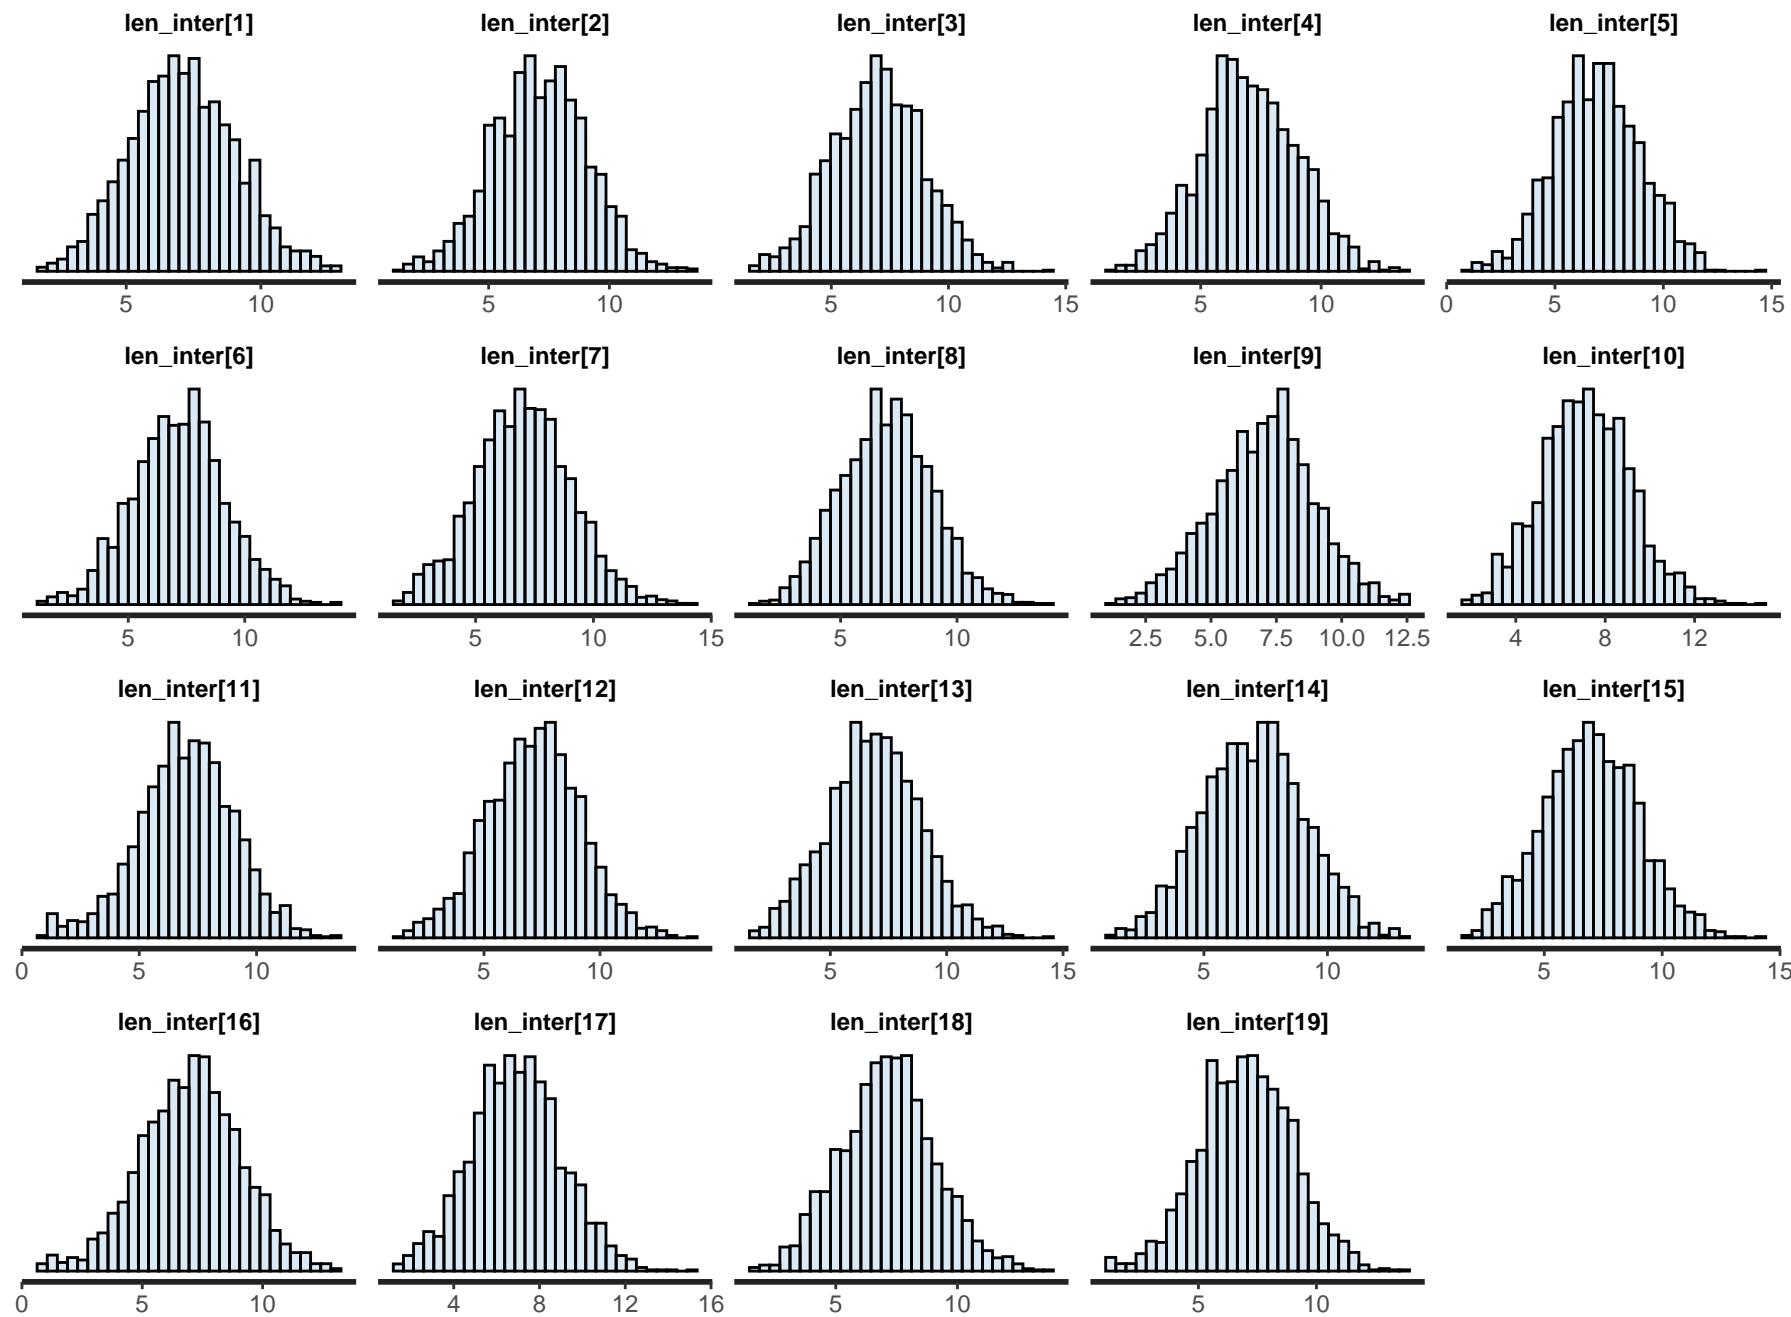 len_inter[1] len_inter[2] len_inter[3] len_inter[4] len_inter[5]
5 10 5 10 5 10 15 5 10 0 5 10 15
len_inter[6] len_inter[7] len_inter[8] len_inter[9] len_inter[10]
5 10 5 10 15 5 10 2.5 5.0 7.5 10.0 12.5 4 8 12
len_inter[11] len_inter[12] len_inter[13] len_inter[14] len_inter[15]
0 5 10 5 10 5 10 15 5 10 5 10 15
len_inter[16] len_inter[17] len_inter[18] len_inter[19]
0 5 10 4 8 12 16 5 10 5 10